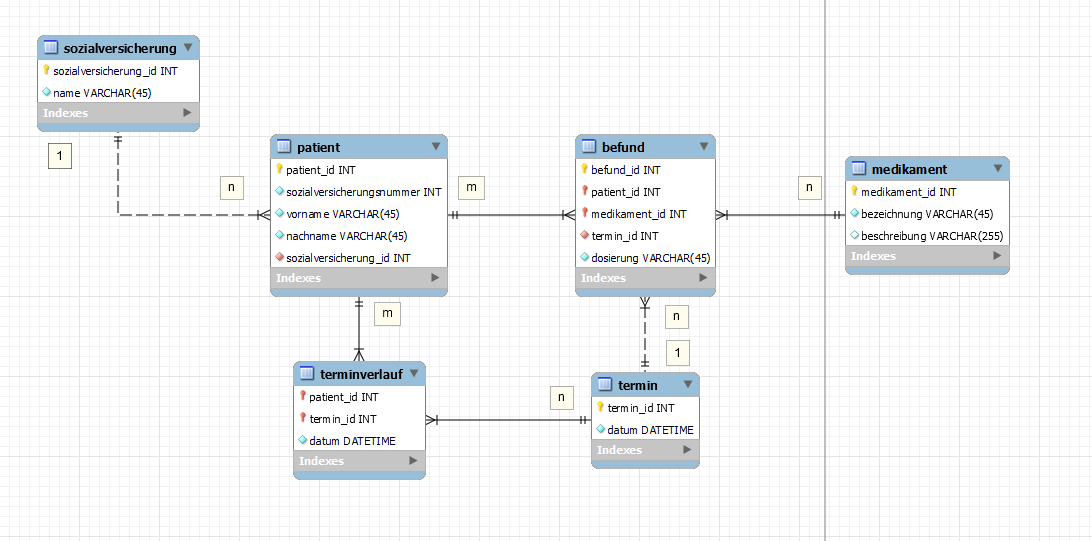 sozialversicherung
sozialversicherung_id INT
name VARCHAR(45)
Indexes
1
n
patient
patient_id INT
sozialversicherungsnummer INT
vorname VARCHAR(45)
nachname VARCHAR(45)
sozialversicherung_id INT
Indexes
m
m
befund
befund_id INT
patient_id INT
medikament_id INT
termin_id INT
dosierung VARCHAR(45)
Indexes
n
medikament
medikament_id INT
bezeichnung VARCHAR(45)
beschreibung VARCHAR(255)
Indexes
n
1
terminverlauf
patient_id INT
termin_id INT
datum DATETIME
Indexes
n
termin
termin_id INT
datum DATETIME
Indexes